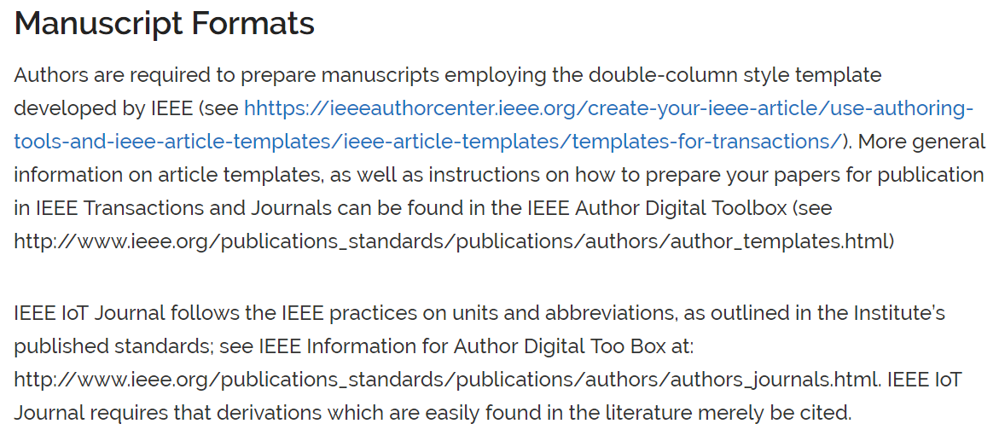 Manuscript Formats
Authors are required to prepare manuscripts employing the double-column style template
developed by IEEE (see hhttps://ieeeauthorcenter.ieee.org/create-your-ieee-article/use-authoring-
tools-and-ieee-article-templates/ieee-article-templates/templates-for-transactions/). More general
information on article templates, as well as instructions on how to prepare your papers for publication
in IEEE Transactions and Journals can be found in the IEEE Author Digital Toolbox (see
http://www.ieee.org/publications_standards/publications/authors/author_templates.html)
IEEE IoT Journal follows the IEEE practices on units and abbreviations, as outlined in the Institute’s
published standards; see IEEE Information for Author Digital Too Box at:
http://www.ieee.org/publications_standards/publications/authors/authors_journals.html. IEEE IoT
Journal requires that derivations which are easily found in the literature merely be cited.